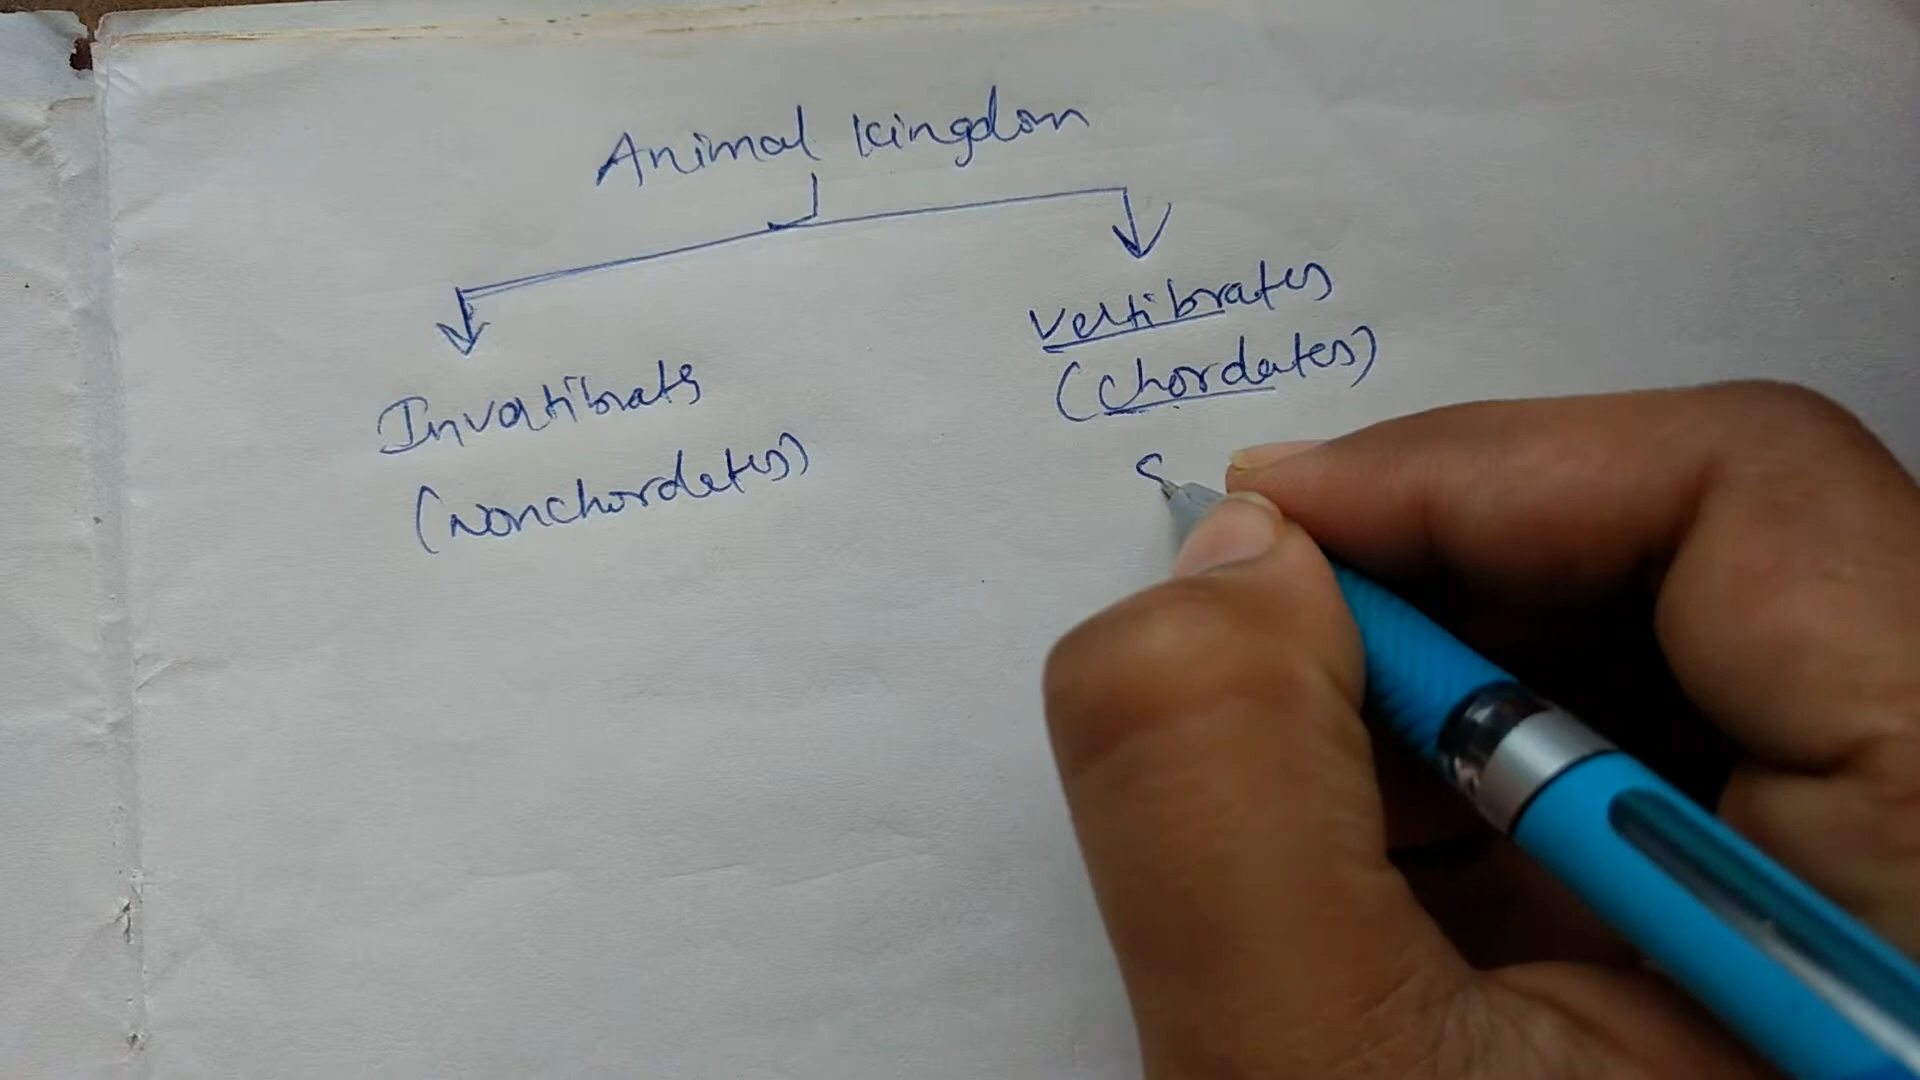 Animal kingdom
Vertibrates
(chordates)
Invertibrats
(Nonchordates)
S